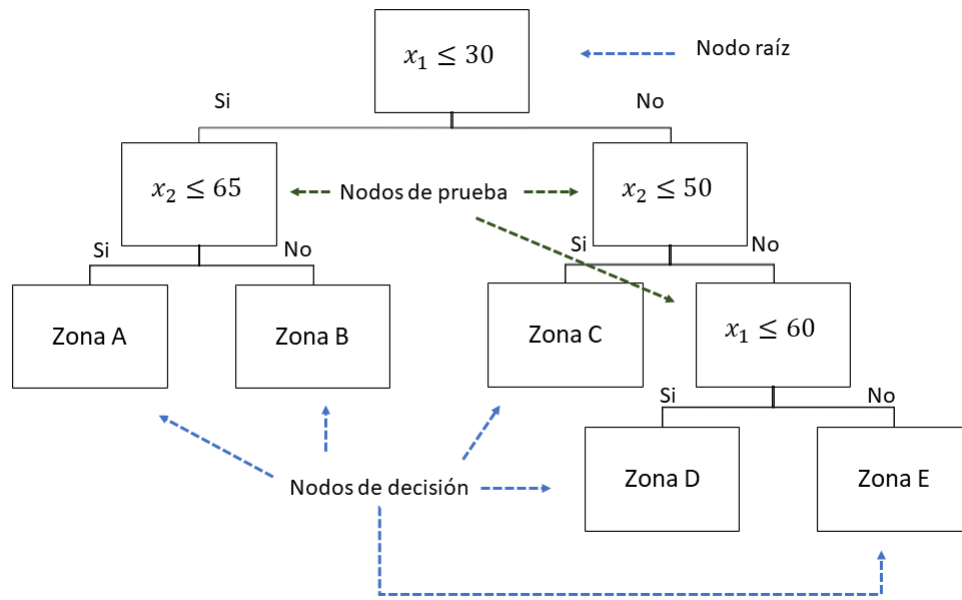 x₁ ≤ 30
Nodo raíz
Si
No
x₂ ≤ 65
Nodos de prueba
x₂ ≤ 50
Si
No
Si
No
Zona A
Zona B
Zona C
x₁ ≤ 60
Si
No
Nodos de decisión
Zona D
Zona E